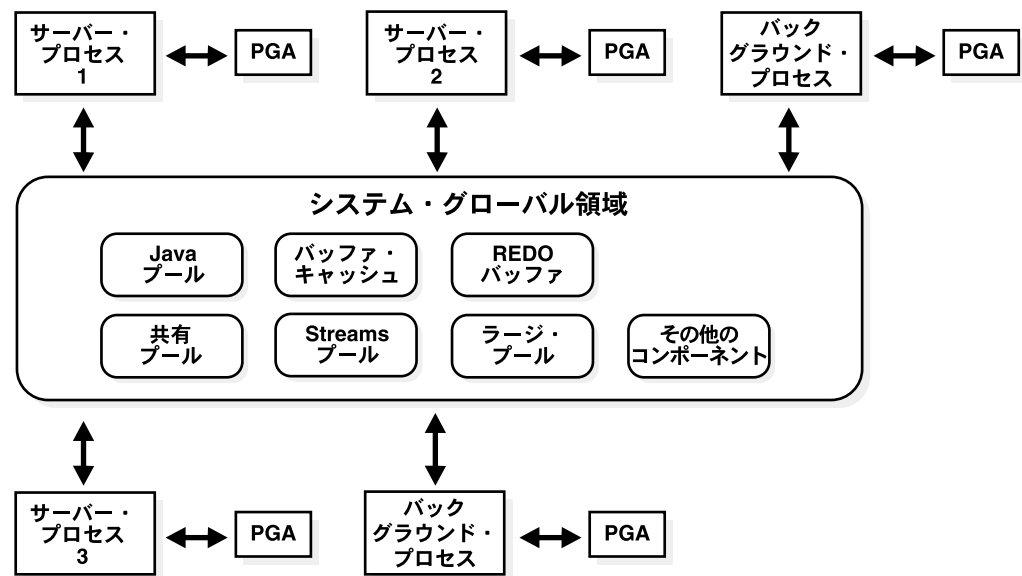 サーバー・
プロセス
1
PGA
サーバー・
プロセス
2
PGA
バック
グラウンド・
プロセス
PGA
システム・グローバル領域
Java
プール
バッファ・
キャッシュ
REDO
バッファ
共有
プール
Streams
プール
ラージ・
プール
その他の
コンポーネント
サーバー・
プロセス
3
PGA
バック
グラウンド・
プロセス
PGA